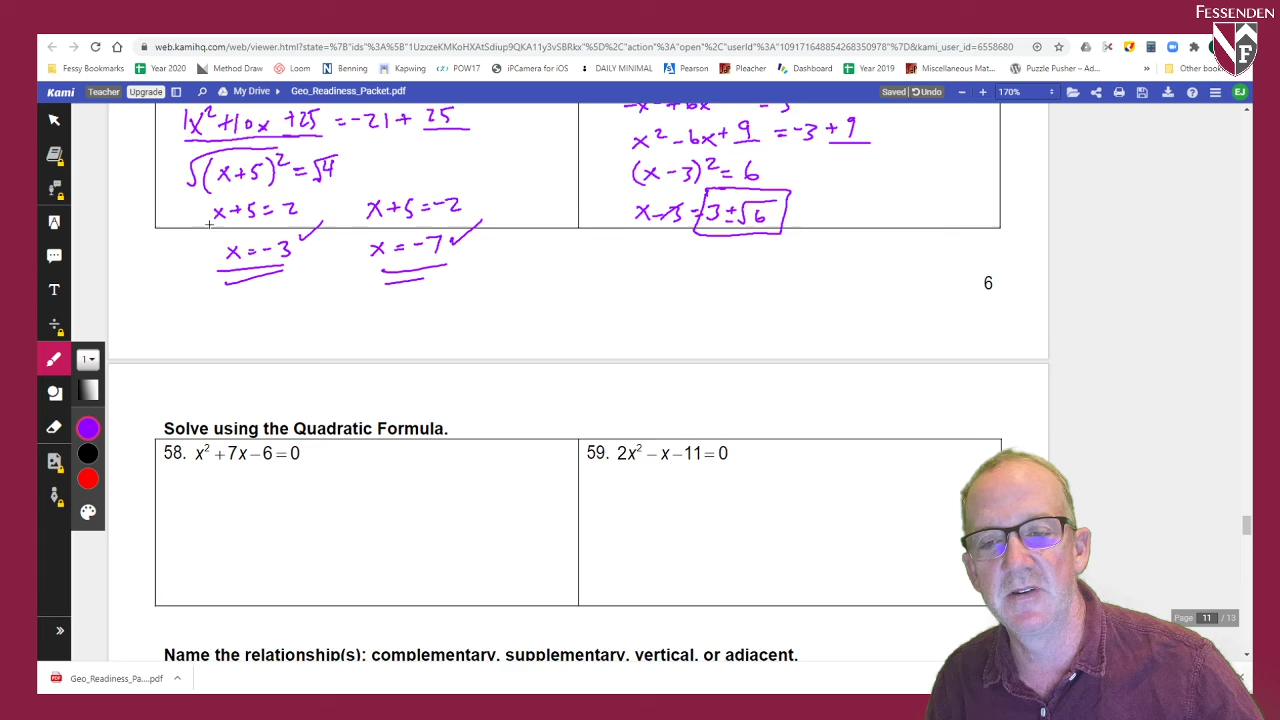 FESSENDEN
F
web.kamihq.com/web/viewer.html?state=%7B"ids"%3A%5B"1UzxzeKMKoHXAtSdiup9QKA11y3vSBRkx"%5D%2C"action"%3A"open"%2C"userId"%3A"109171648854268350978"%7D&kami_user_id=6558680
Fessy Bookmarks Year 2020 Method Draw Loom Benning Kapwing POW17 iPCamera for iOS DAILY MINIMAL Pearson Pleacher Dashboard Year 2019 Miscellaneous Mat... Puzzle Pusher – Fa... » Other boo
Kami Teacher Upgrade My Drive / Geo_Readiness_Packet.pdf Saved Undo 170% EJ
1x² + 10x + 25 = -21 + 25
√(x+5)² = √4
x+5 = 2 x+5 = -2
x = -3 x = -7
x² - 6x + 9 = -3 + 9
(x - 3)² = 6
x - 3 = 3 ± √6
6
T
1
Solve using the Quadratic Formula.
58. x² + 7x − 6 = 0
59. 2x² − x − 11 = 0
Name the relationship(s): complementary, supplementary, vertical, or adjacent.
Page 11 / 13
Geo_Readiness_Pa....pdf